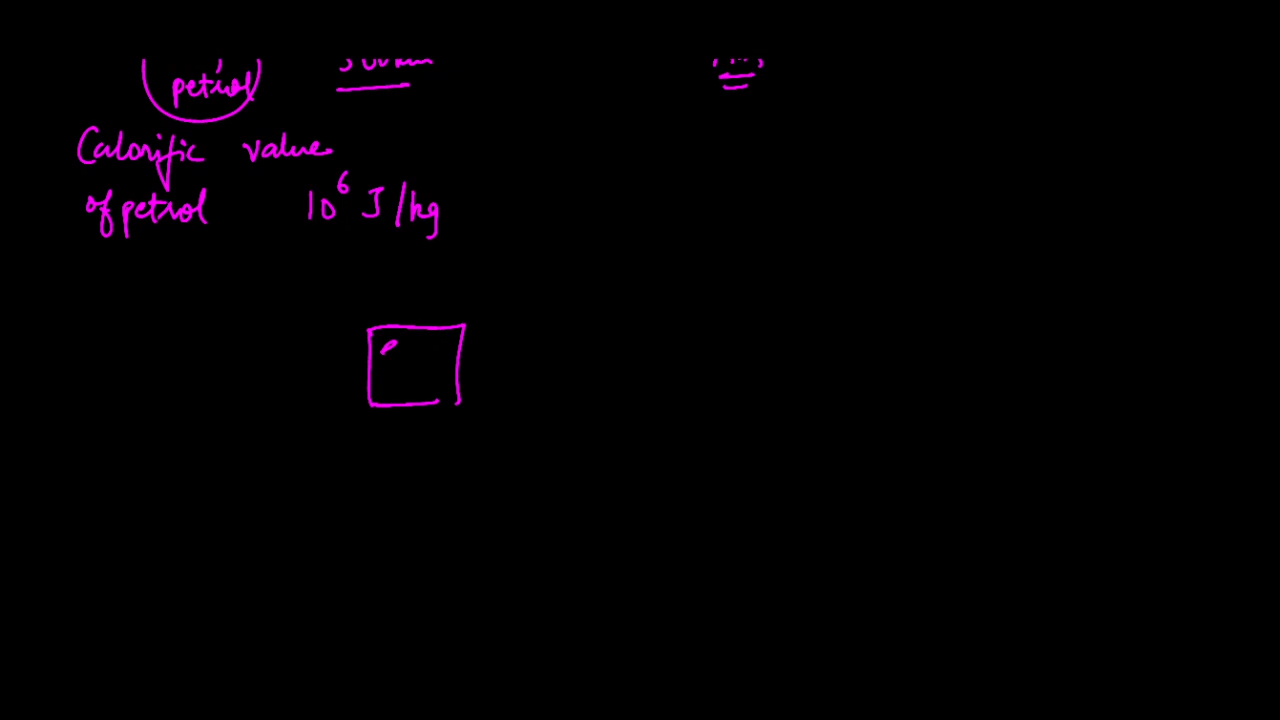 petrol
Calorific value
of petrol 10⁶ J/kg